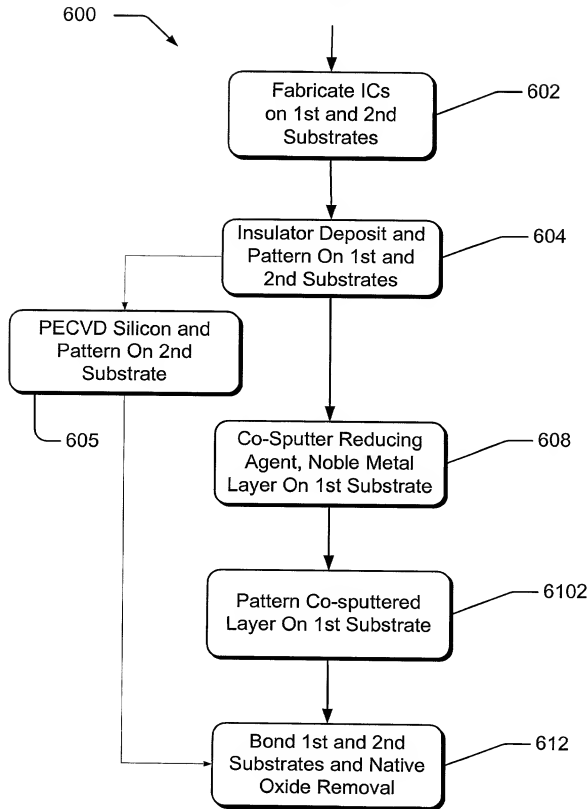 600
Fabricate ICs
on 1st and 2nd
Substrates
602
Insulator Deposit and
Pattern On 1st and
2nd Substrates
604
PECVD Silicon and
Pattern On 2nd
Substrate
605
Co-Sputter Reducing
Agent, Noble Metal
Layer On 1st Substrate
608
Pattern Co-sputtered
Layer On 1st Substrate
6102
Bond 1st and 2nd
Substrates and Native
Oxide Removal
612